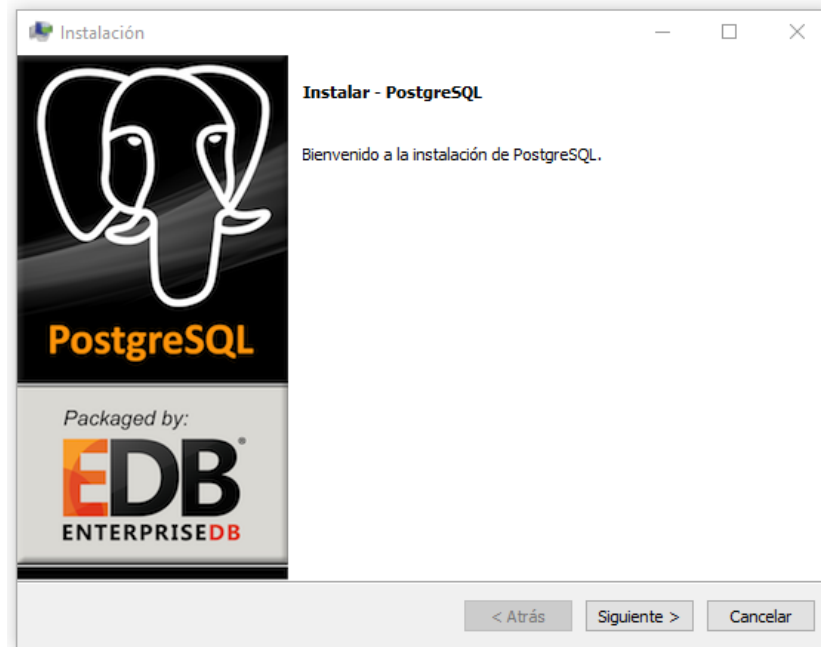 Instalación
Instalar - PostgreSQL
Bienvenido a la instalación de PostgreSQL.
PostgreSQL
Packaged by:
EDB®
ENTERPRISEDB
< Atrás
Siguiente >
Cancelar